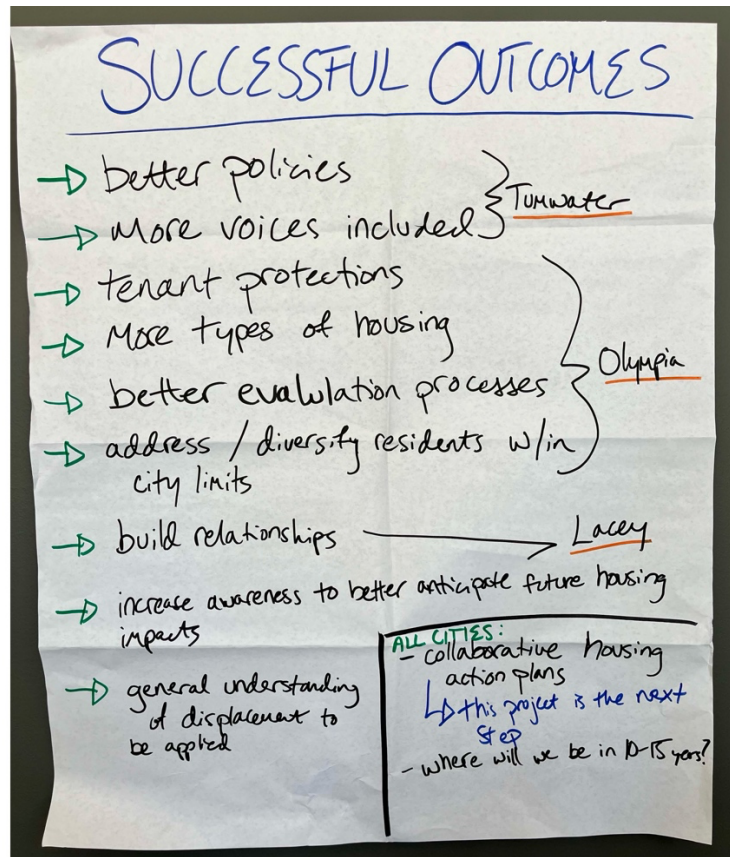 SUCCESSFUL OUTCOMES
better policies
more voices included
Tumwater
tenant protections
More types of housing
better evalulation processes
address / diversify residents w/in
city limits
Olympia
build relationships
Lacey
increase awareness to better anticipate future housing
impacts
general understanding
of displacement to
be applied
ALL CITIES:
- collaborative housing
action plans
this project is the next
step
- where will we be in 10-15 years?